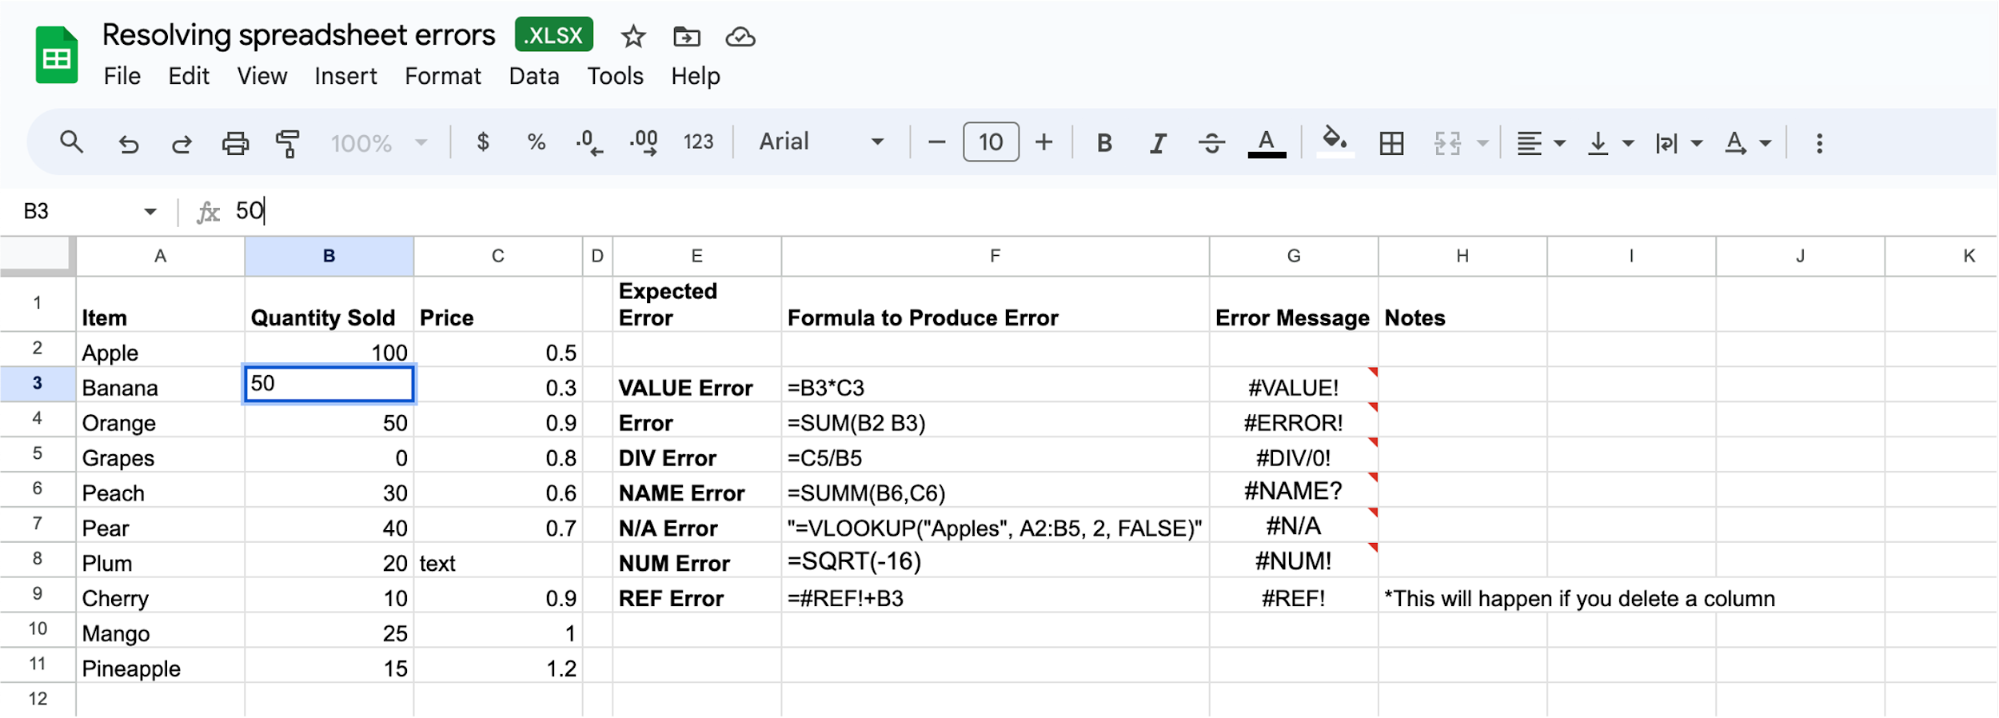 Resolving spreadsheet errors .XLSX
File Edit View Insert Format Data Tools Help
100% $ % .0 .00 123 Arial 10 B I A A
B3 fx 50
A B C D E F G H I J K
1 Item Quantity Sold Price Expected Error Formula to Produce Error Error Message Notes
2 Apple 100 0.5
3 Banana 50 0.3 VALUE Error =B3*C3 #VALUE!
4 Orange 50 0.9 Error =SUM(B2 B3) #ERROR!
5 Grapes 0 0.8 DIV Error =C5/B5 #DIV/0!
6 Peach 30 0.6 NAME Error =SUMM(B6,C6) #NAME?
7 Pear 40 0.7 N/A Error "=VLOOKUP("Apples", A2:B5, 2, FALSE)" #N/A
8 Plum 20 text NUM Error =SQRT(-16) #NUM!
9 Cherry 10 0.9 REF Error =#REF!+B3 #REF! *This will happen if you delete a column
10 Mango 25 1
11 Pineapple 15 1.2
12